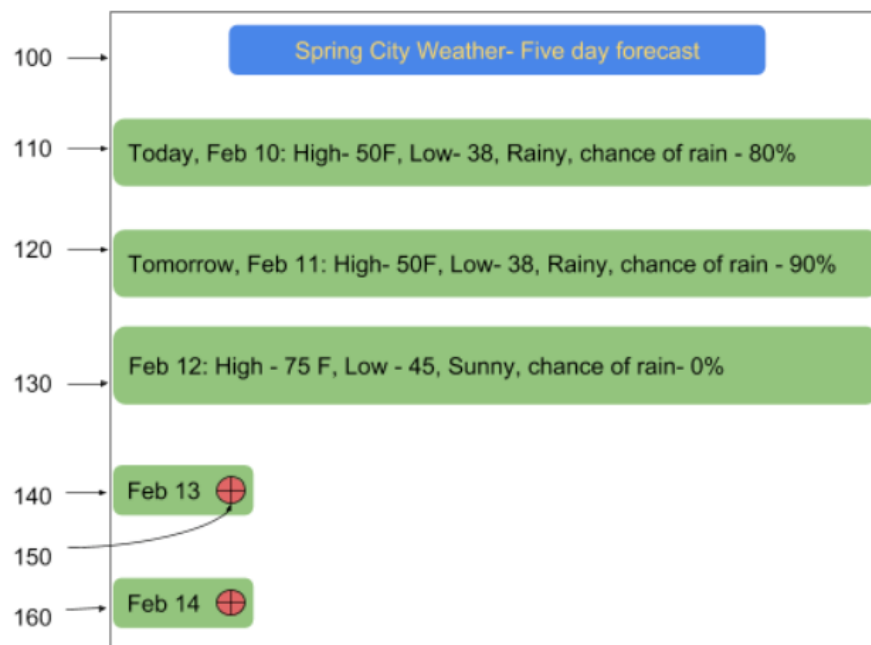 100
Spring City Weather- Five day forecast
110
Today, Feb 10: High- 50F, Low- 38, Rainy, chance of rain - 80%
120
Tomorrow, Feb 11: High- 50F, Low- 38, Rainy, chance of rain - 90%
Feb 12: High - 75 F, Low - 45, Sunny, chance of rain- 0%
130
140
Feb 13
150
Feb 14
160